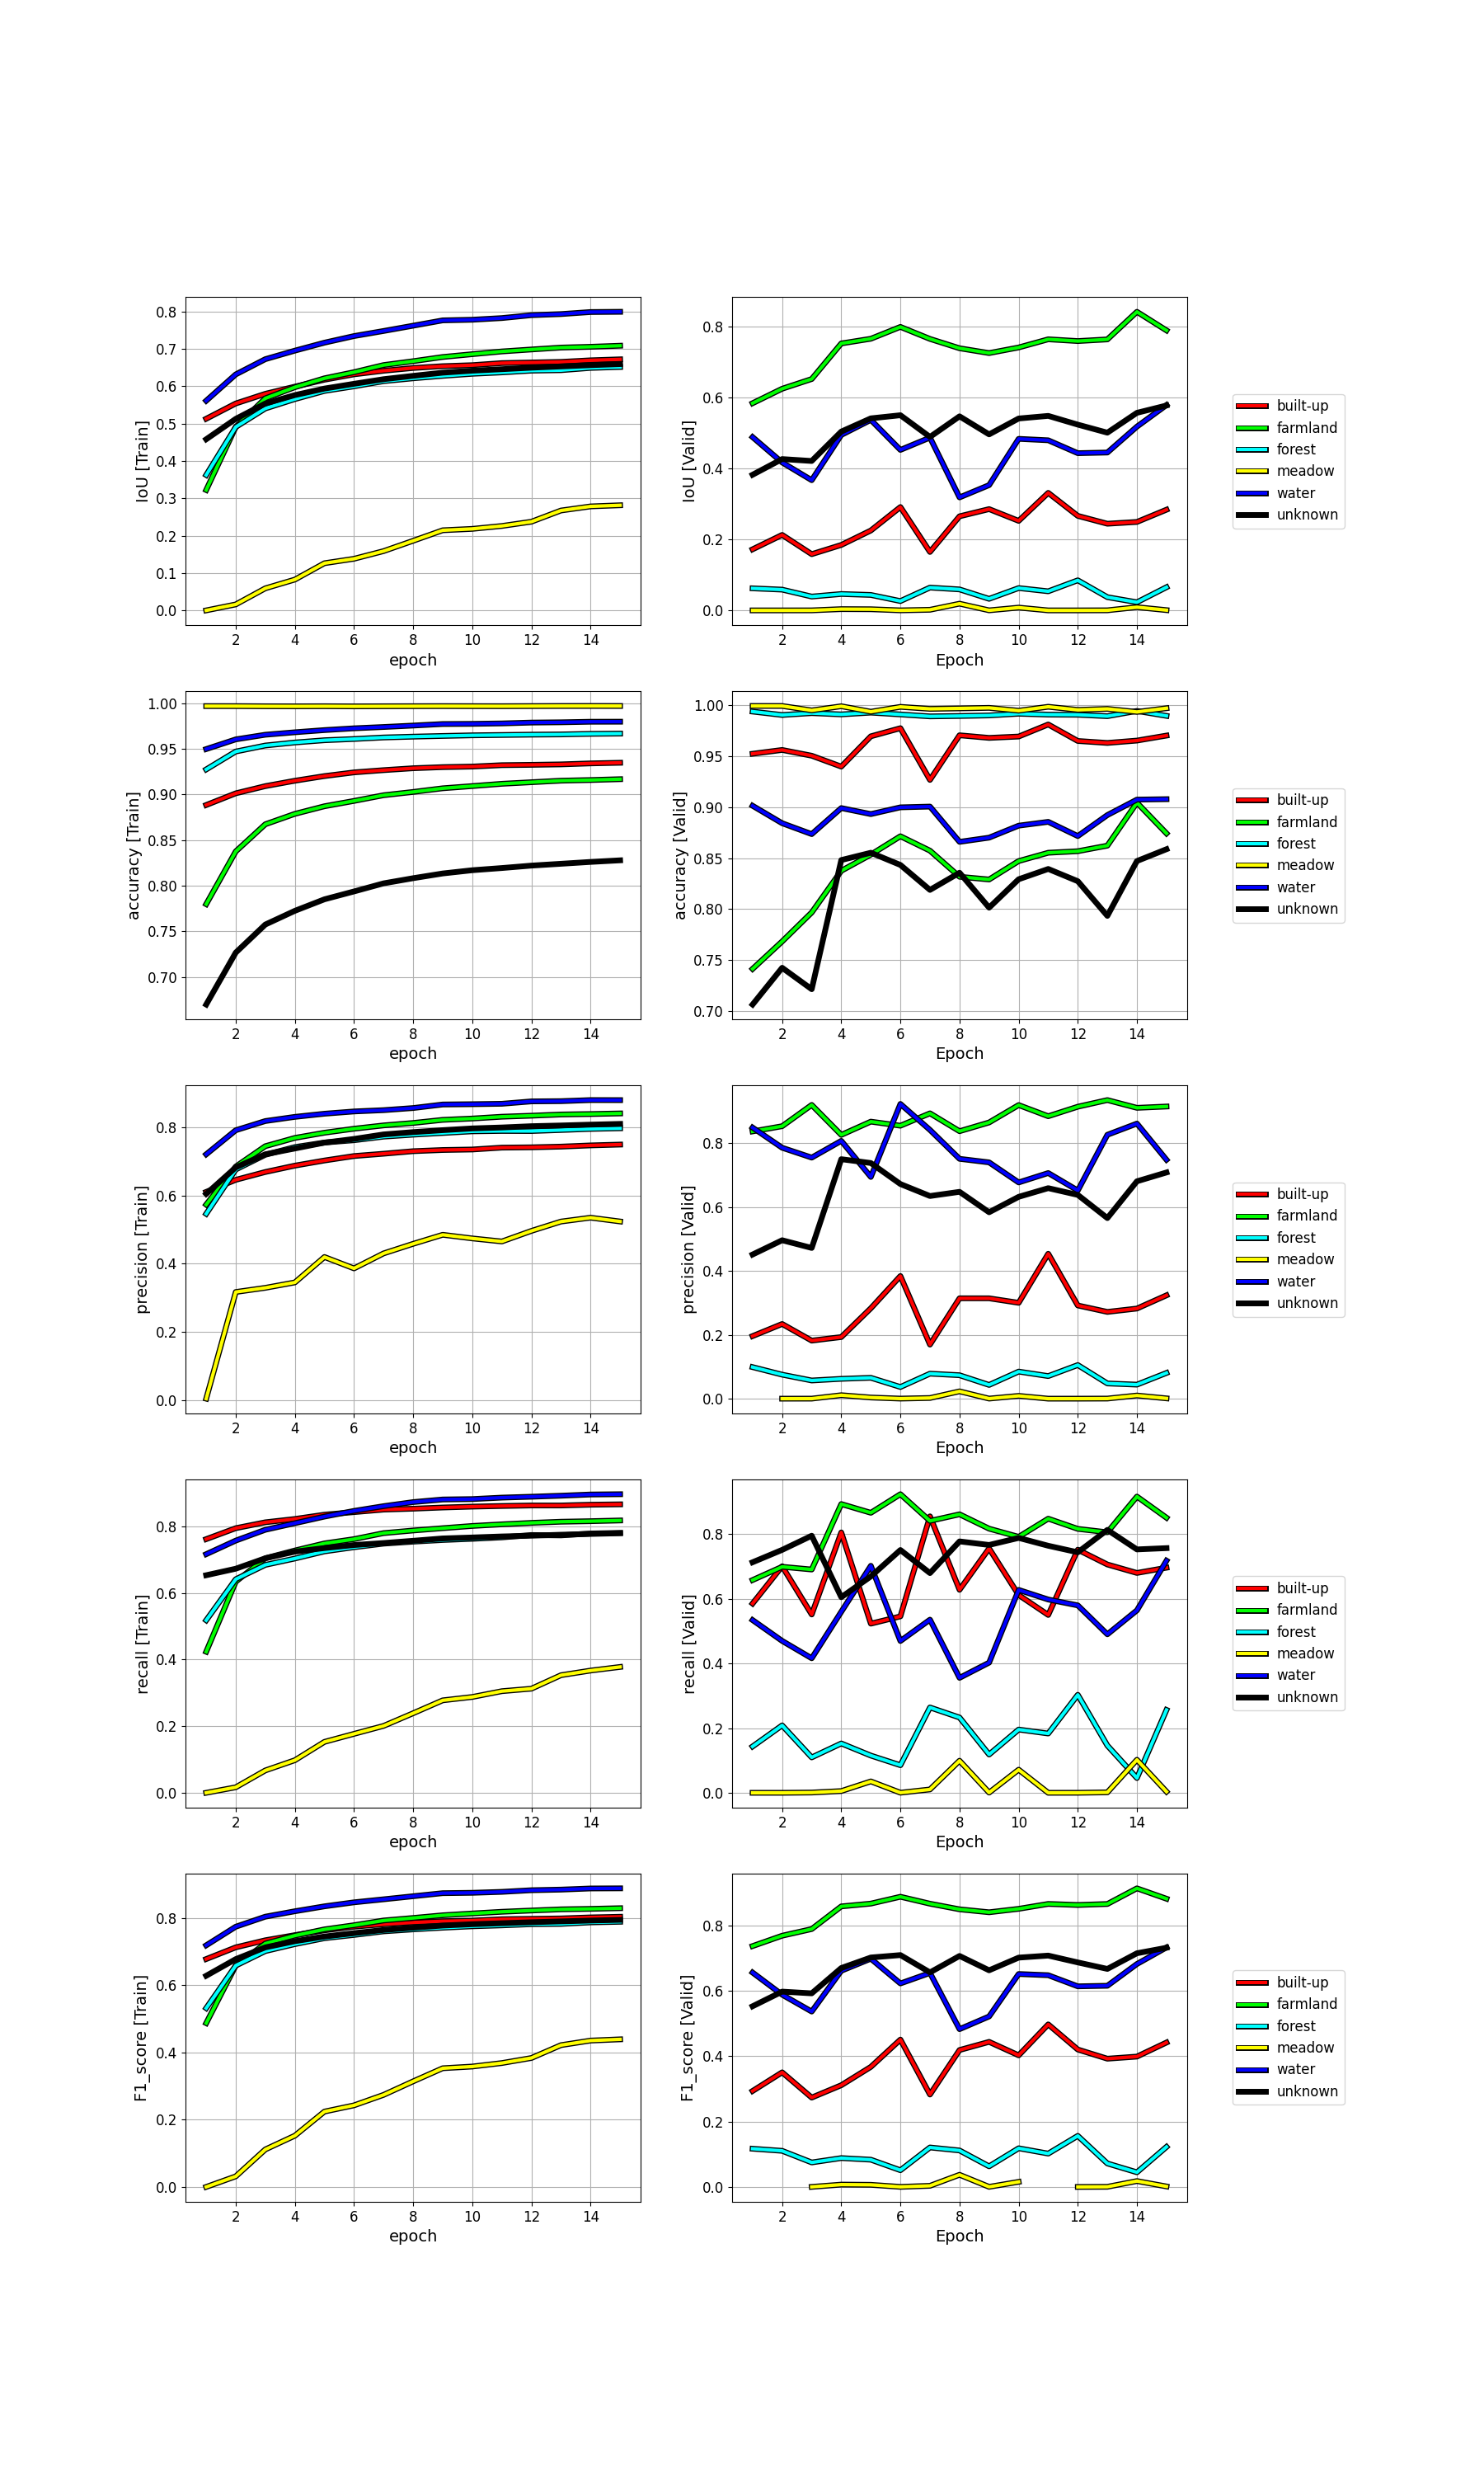 IoU [Train]
0.8
0.7
0.6
0.5
0.4
0.3
0.2
0.1
0.0
2 4 6 8 10 12 14
epoch
IoU [Valid]
0.8
0.6
0.4
0.2
0.0
2 4 6 8 10 12 14
Epoch
built-up
farmland
forest
meadow
water
unknown
accuracy [Train]
1.00
0.95
0.90
0.85
0.80
0.75
0.70
2 4 6 8 10 12 14
epoch
accuracy [Valid]
1.00
0.95
0.90
0.85
0.80
0.75
0.70
2 4 6 8 10 12 14
Epoch
built-up
farmland
forest
meadow
water
unknown
precision [Train]
0.8
0.6
0.4
0.2
0.0
2 4 6 8 10 12 14
epoch
precision [Valid]
0.8
0.6
0.4
0.2
0.0
2 4 6 8 10 12 14
Epoch
built-up
farmland
forest
meadow
water
unknown
recall [Train]
0.8
0.6
0.4
0.2
0.0
2 4 6 8 10 12 14
epoch
recall [Valid]
0.8
0.6
0.4
0.2
0.0
2 4 6 8 10 12 14
Epoch
built-up
farmland
forest
meadow
water
unknown
F1_score [Train]
0.8
0.6
0.4
0.2
0.0
2 4 6 8 10 12 14
epoch
F1_score [Valid]
0.8
0.6
0.4
0.2
0.0
2 4 6 8 10 12 14
Epoch
built-up
farmland
forest
meadow
water
unknown